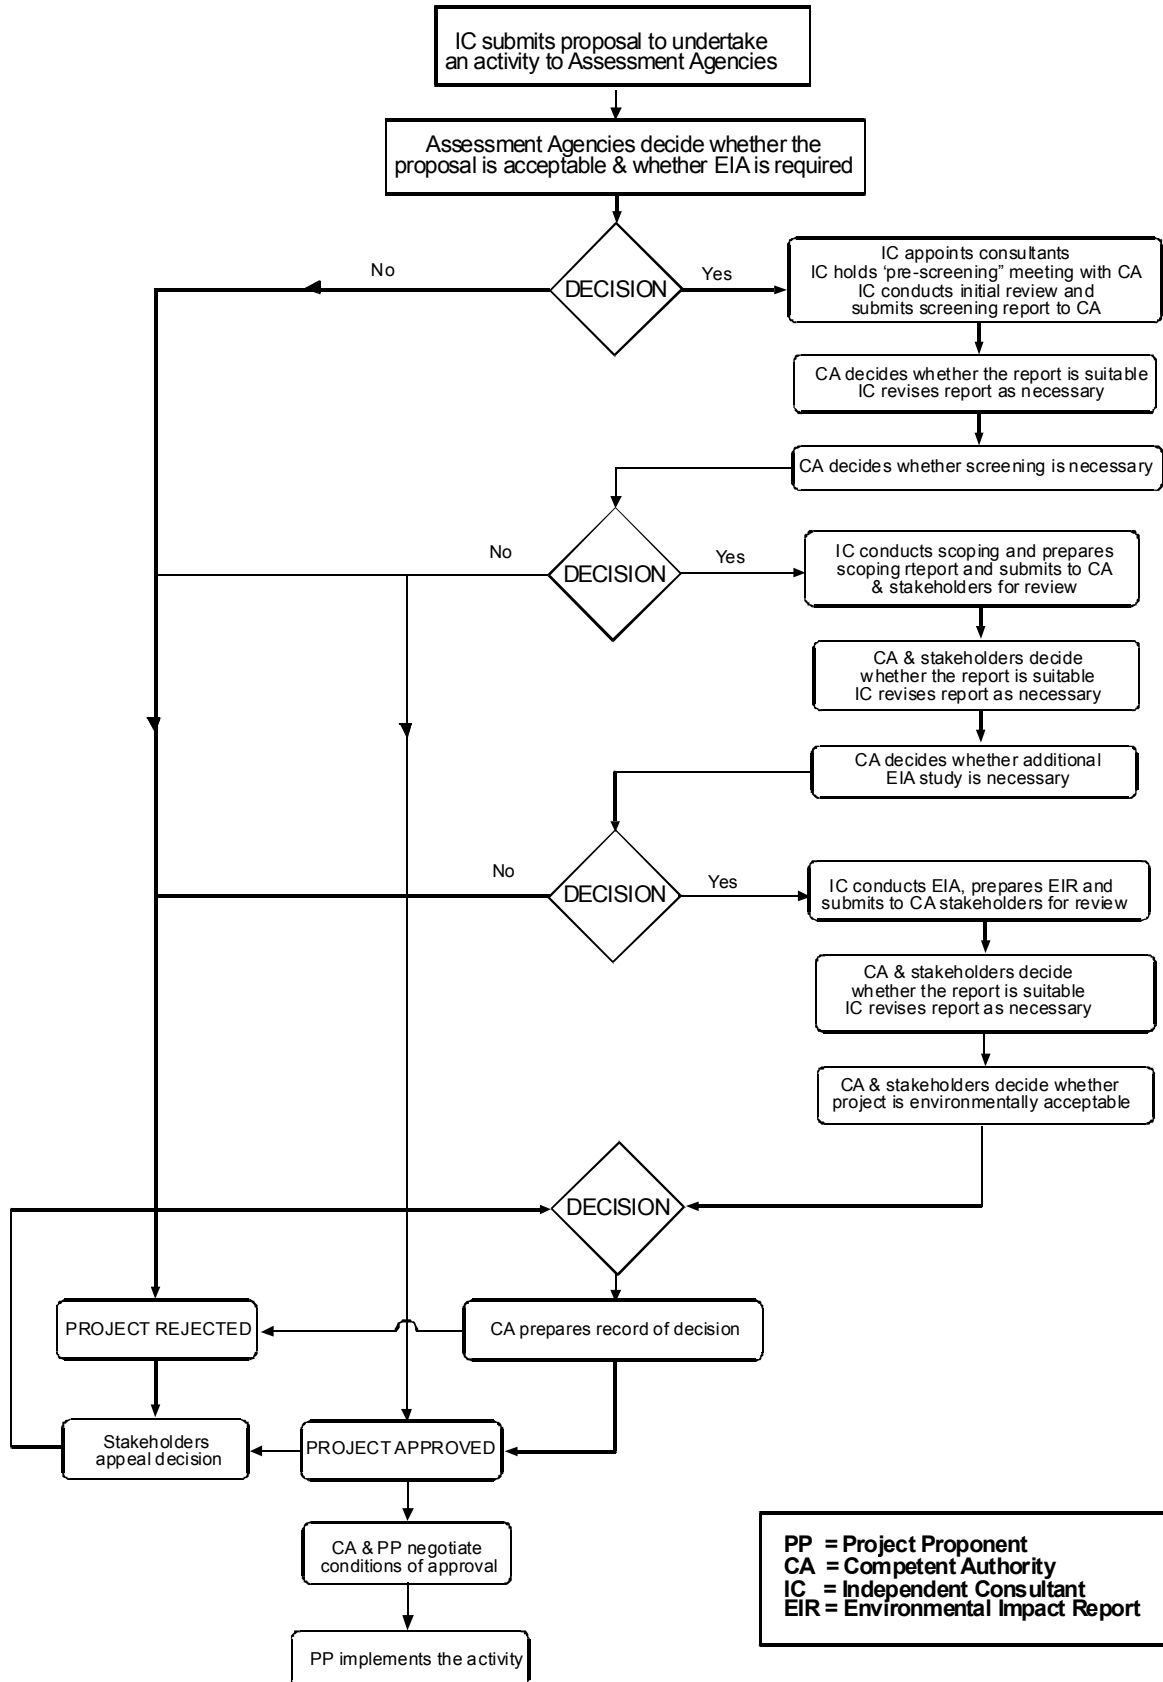 IC submits proposal to undertake
an activity to Assessment Agencies
Assessment Agencies decide whether the
proposal is acceptable & whether EIA is required
DECISION
No
Yes
IC appoints consultants
IC holds ‘pre-screening” meeting with CA
IC conducts initial review and
submits screening report to CA
CA decides whether the report is suitable
IC revises report as necessary
CA decides whether screening is necessary
DECISION
No
Yes
IC conducts scoping and prepares
scoping rteport and submits to CA
& stakeholders for review
CA & stakeholders decide
whether the report is suitable
IC revises report as necessary
CA decides whether additional
EIA study is necessary
DECISION
No
Yes
IC conducts EIA, prepares EIR and
submits to CA stakeholders for review
CA & stakeholders decide
whether the report is suitable
IC revises report as necessary
CA & stakeholders decide whether
project is environmentally acceptable
DECISION
PROJECT REJECTED
CA prepares record of decision
Stakeholders
appeal decision
PROJECT APPROVED
CA & PP negotiate
conditions of approval
PP implements the activity
PP = Project Proponent
CA = Competent Authority
IC = Independent Consultant
EIR = Environmental Impact Report